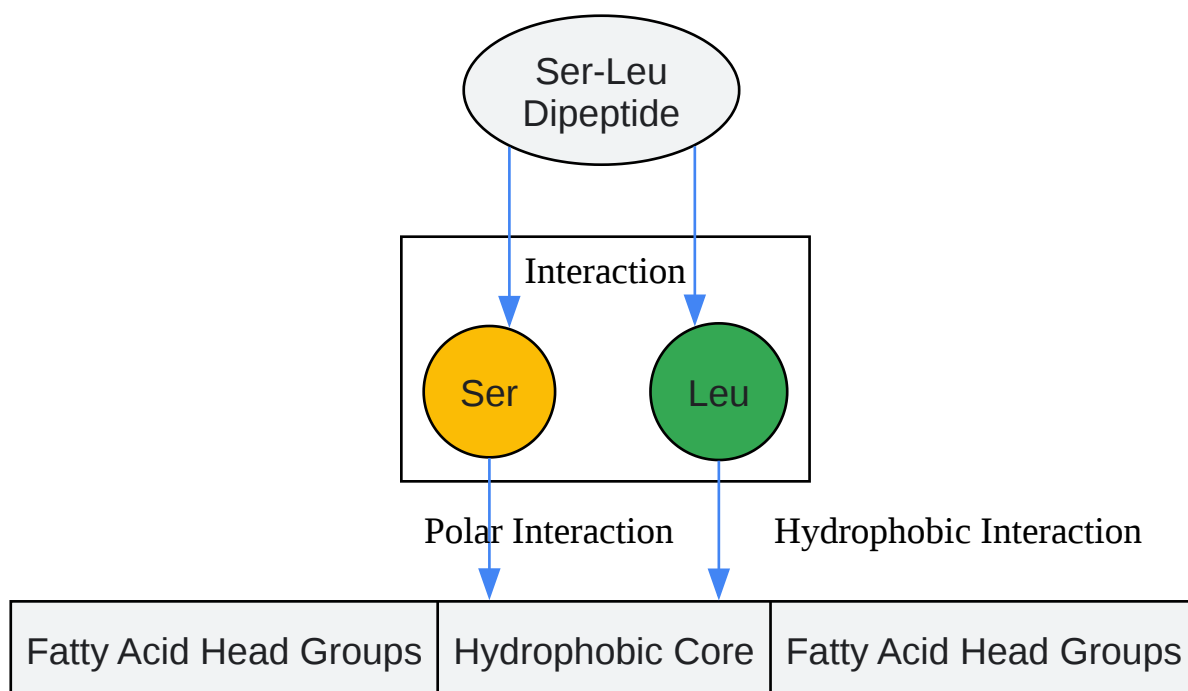 Ser-Leu
Dipeptide
Interaction
Ser
Leu
Polar Interaction
Hydrophobic Interaction
Fatty Acid Head Groups
Hydrophobic Core
Fatty Acid Head Groups